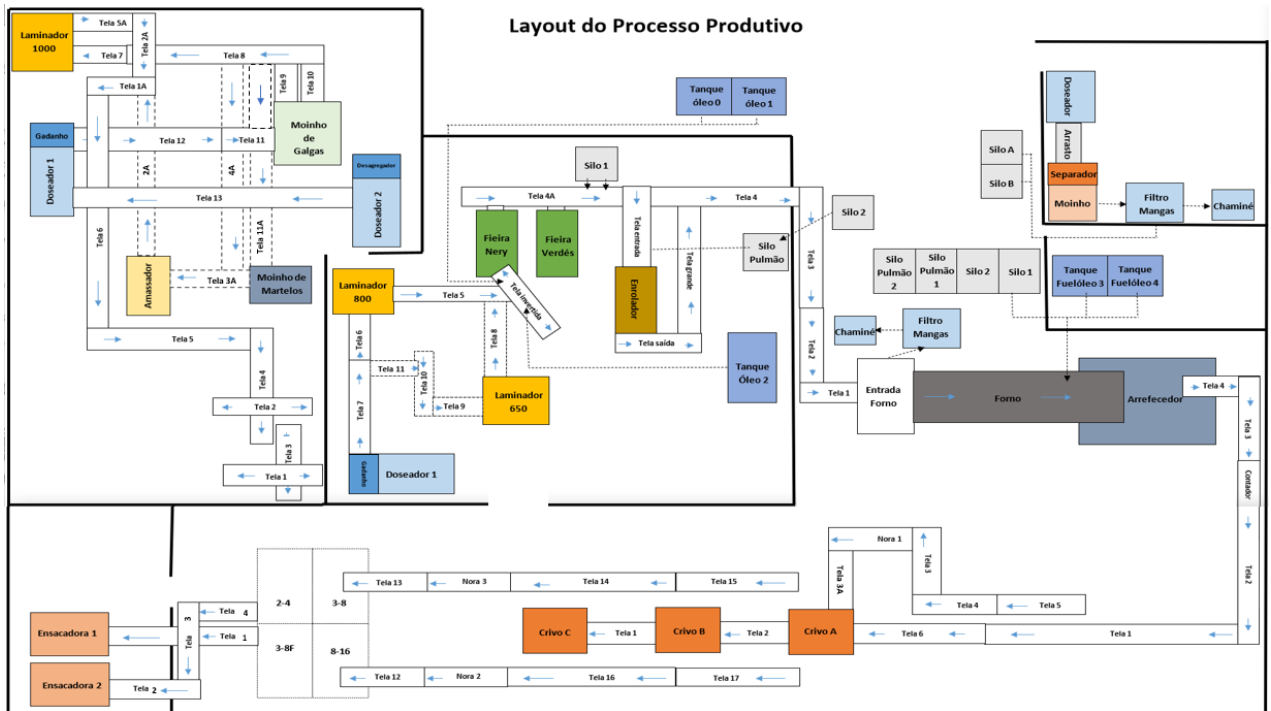 Layout do Processo Produtivo
Laminador
1000
Tela 5A
Tela 2A
Tela 7
Tela 8
Tela 1A
Tela 9
Tela 10
Gadanho
Tela 12
Tela 11
Moinho
de
Galgas
Doseador 1
2A
4A
Desagregador
Doseador 2
Tela 13
Tela 6
Tela 11A
Amassador
Tela 3A
Moinho de
Martelos
Tela 5
Tela 4
Tela 2
Tela 3
Tela 1
Tanque
óleo 0
Tanque
óleo 1
Silo 1
Tela 4A
Tela 4
Fieira
Nery
Fieira
Verdés
Tela entrada
Tela grande
Silo
Pulmão
Silo 2
Tela 3
Laminador
800
Tela 5
Tela invertida
Enrolador
Tela 6
Tela 8
Tela saída
Tela 2
Tela 11
Tela 10
Tela 7
Tela 9
Laminador
650
Tanque
Óleo 2
Tela 1
Gadanho
Doseador 1
Doseador
Arrasto
Silo A
Silo B
Separador
Moinho
Filtro
Mangas
Chaminé
Silo
Pulmão
2
Silo
Pulmão
1
Silo 2
Silo 1
Tanque
Fuelóleo 3
Tanque
Fuelóleo 4
Chaminé
Filtro
Mangas
Entrada
Forno
Forno
Arrefecedor
Tela 4
Tela 3
Contador
Tela 2
Nora 1
Tela 3A
Tela 3
Tela 4
Tela 5
Tela 13
Nora 3
Tela 14
Tela 15
2-4
3-8
3-8F
8-16
Tela 4
Tela 1
Tela 3
Tela 2
Ensacadora 1
Ensacadora 2
Crivo C
Tela 1
Crivo B
Tela 2
Crivo A
Tela 6
Tela 1
Tela 12
Nora 2
Tela 16
Tela 17